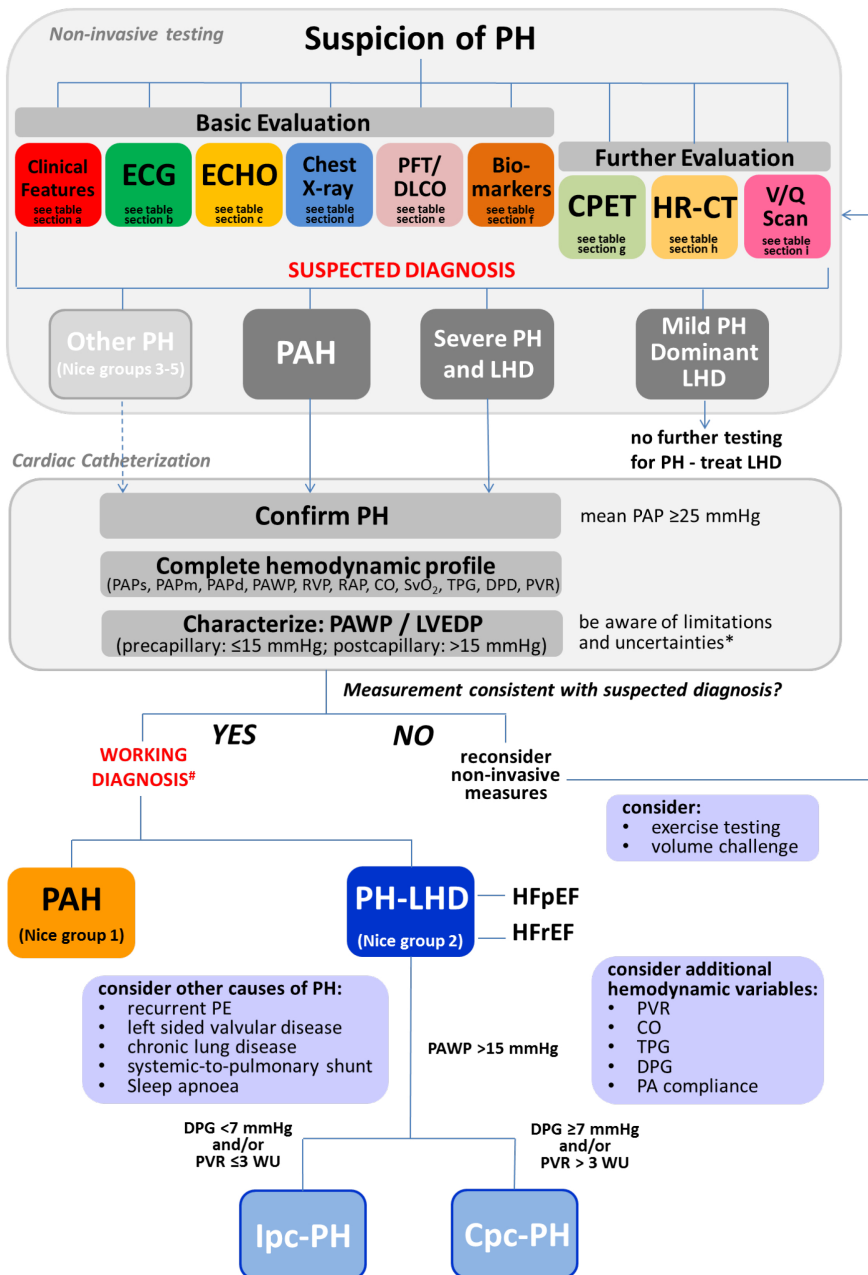 Non-invasive testing
Suspicion of PH
Basic Evaluation
Clinical
Features
see table
section a
ECG
see table
section b
ECHO
see table
section c
Chest
X-ray
see table
section d
PFT/
DLCO
see table
section e
Bio-
markers
see table
section f
Further Evaluation
CPET
see table
section g
HR-CT
see table
section h
V/Q
Scan
see table
section i
SUSPECTED DIAGNOSIS
Other PH
(Nice groups 3-5)
PAH
Severe PH
and LHD
Mild PH
Dominant
LHD
no further testing
for PH - treat LHD
Cardiac Catheterization
Confirm PH
mean PAP ≥25 mmHg
Complete hemodynamic profile
(PAPs, PAPm, PAPd, PAWP, RVP, RAP, CO, SvO₂, TPG, DPD, PVR)
Characterize: PAWP / LVEDP
(precapillary: ≤15 mmHg; postcapillary: >15 mmHg)
be aware of limitations
and uncertainties*
Measurement consistent with suspected diagnosis?
YES
NO
WORKING
DIAGNOSIS#
reconsider
non-invasive
measures
consider:
• exercise testing
• volume challenge
PAH
(Nice group 1)
PH-LHD
(Nice group 2)
HFpEF
HFrEF
consider other causes of PH:
• recurrent PE
• left sided valvular disease
• chronic lung disease
• systemic-to-pulmonary shunt
• Sleep apnoea
PAWP >15 mmHg
consider additional
hemodynamic variables:
• PVR
• CO
• TPG
• DPG
• PA compliance
DPG <7 mmHg
and/or
PVR ≤3 WU
DPG ≥7 mmHg
and/or
PVR > 3 WU
Ipc-PH
Cpc-PH